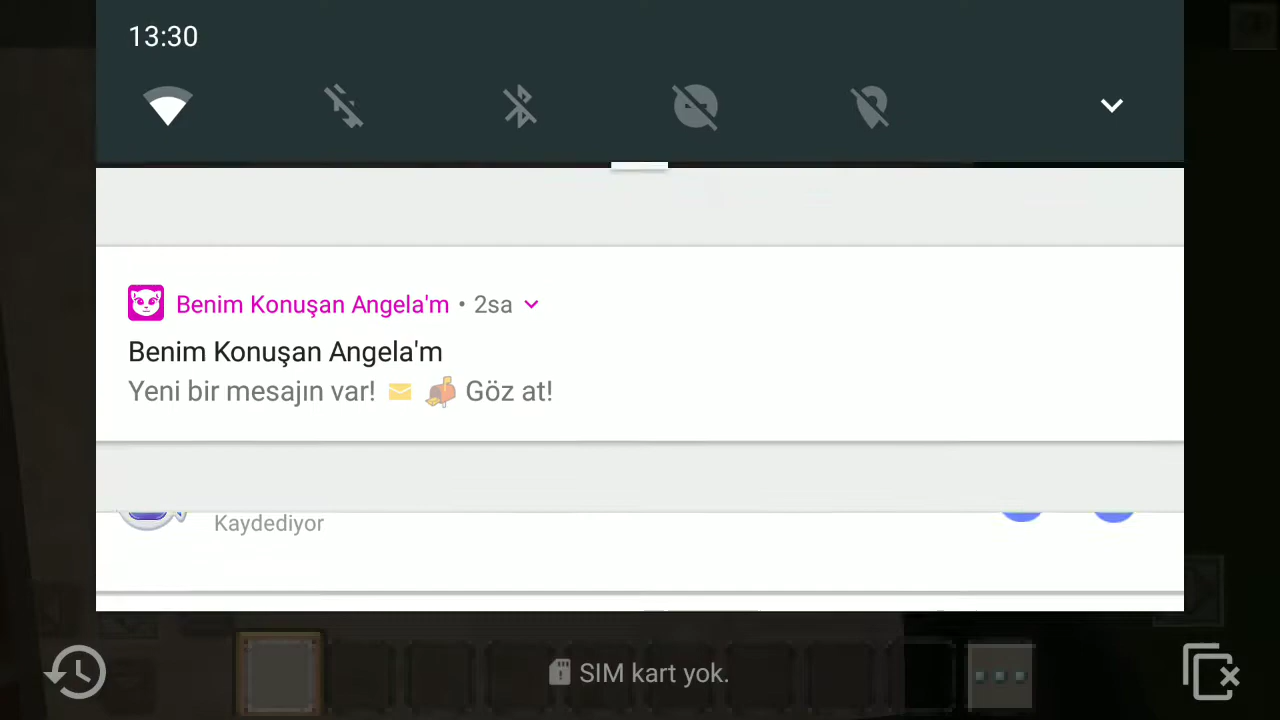 13:30
Benim Konuşan Angela'm • 2sa
Benim Konuşan Angela'm
Yeni bir mesajın var! ✉️ 📬 Göz at!
Kaydediyor
SIM kart yok.